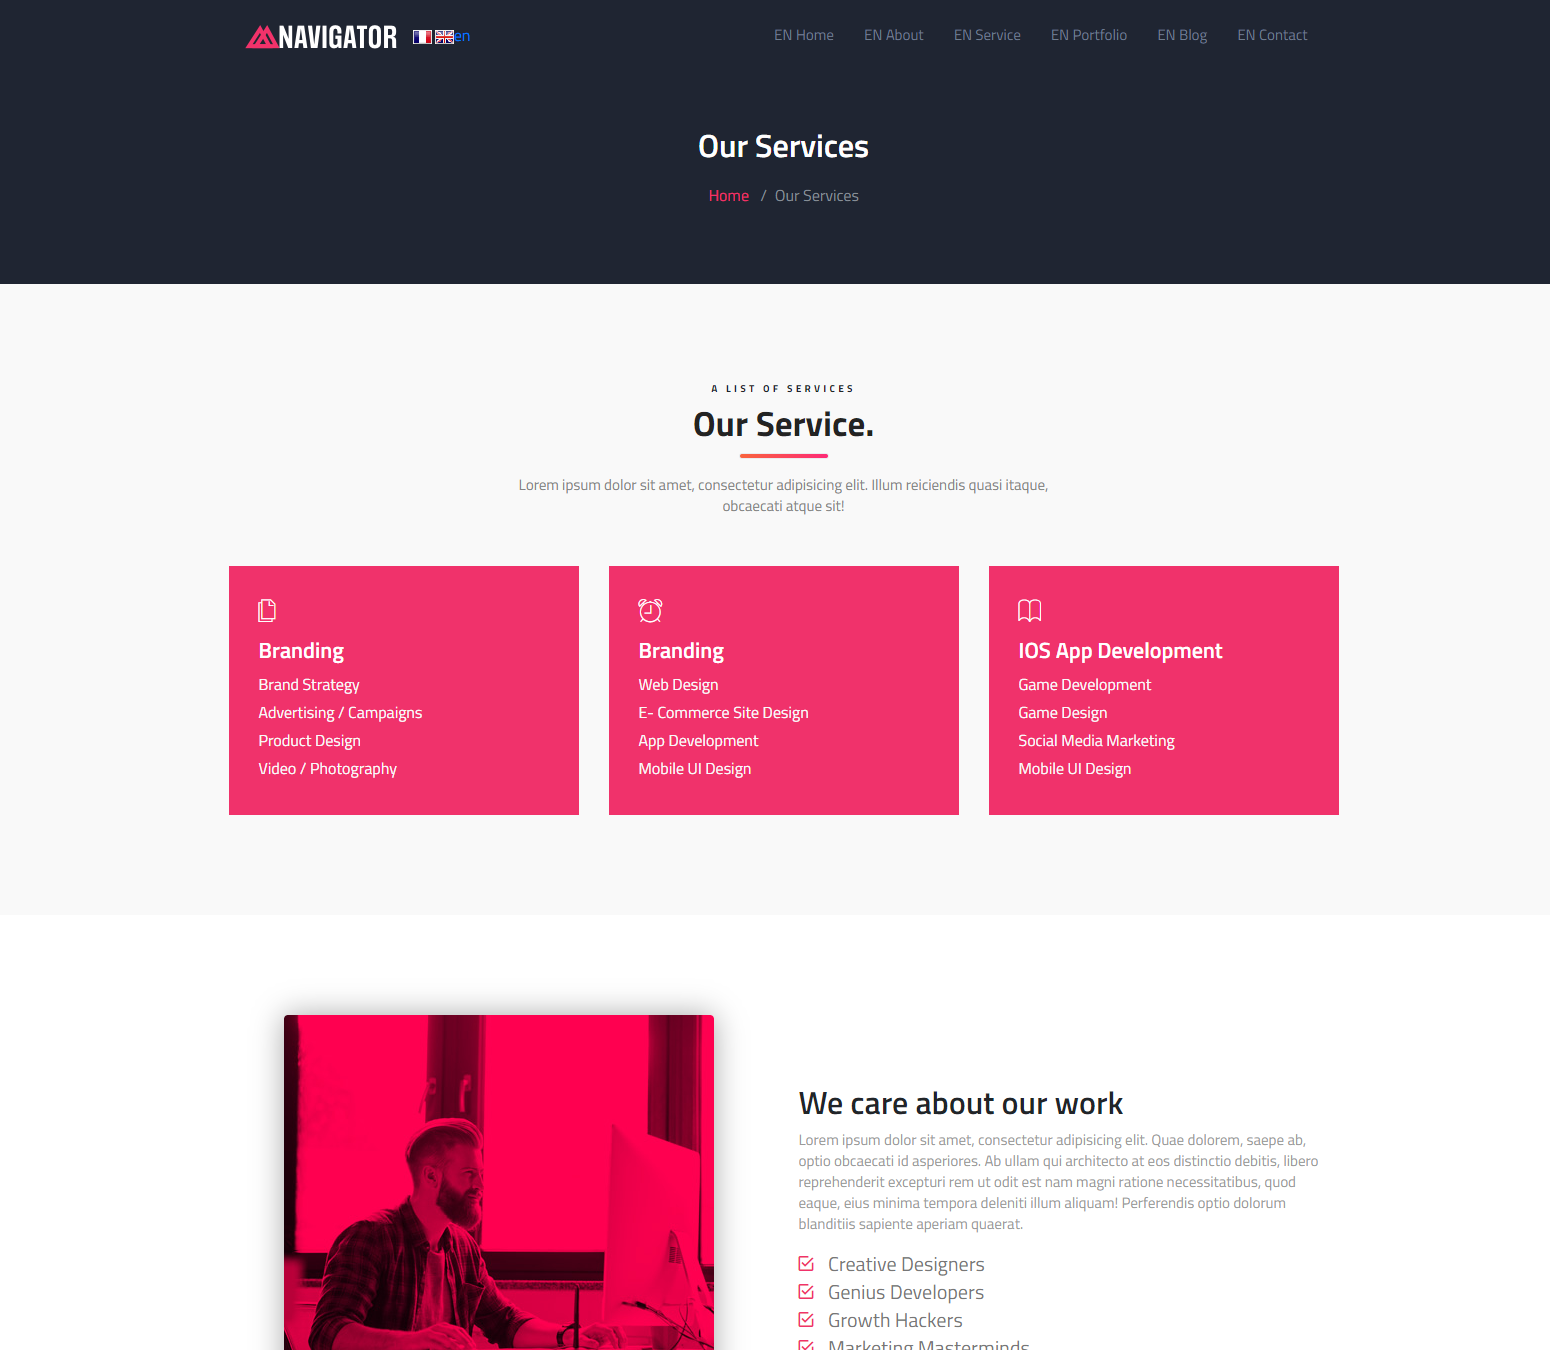 NAVIGATOR en EN Home EN About EN Service EN Portfolio EN Blog EN Contact
Our Services
Home / Our Services
A LIST OF SERVICES
Our Service.
Lorem ipsum dolor sit amet, consectetur adipisicing elit. Illum reiciendis quasi itaque,
obcaecati atque sit!
Branding
Brand Strategy
Advertising / Campaigns
Product Design
Video / Photography
Branding
Web Design
E- Commerce Site Design
App Development
Mobile UI Design
IOS App Development
Game Development
Game Design
Social Media Marketing
Mobile UI Design
We care about our work
Lorem ipsum dolor sit amet, consectetur adipisicing elit. Quae dolorem, saepe ab,
optio obcaecati id asperiores. Ab ullam qui architecto at eos distinctio debitis, libero
reprehenderit excepturi rem ut odit est nam magni ratione necessitatibus, quod
eaque, eius minima tempora deleniti illum aliquam! Perferendis optio dolorum
blanditiis sapiente aperiam quaerat.
Creative Designers
Genius Developers
Growth Hackers
Marketing Masterminds